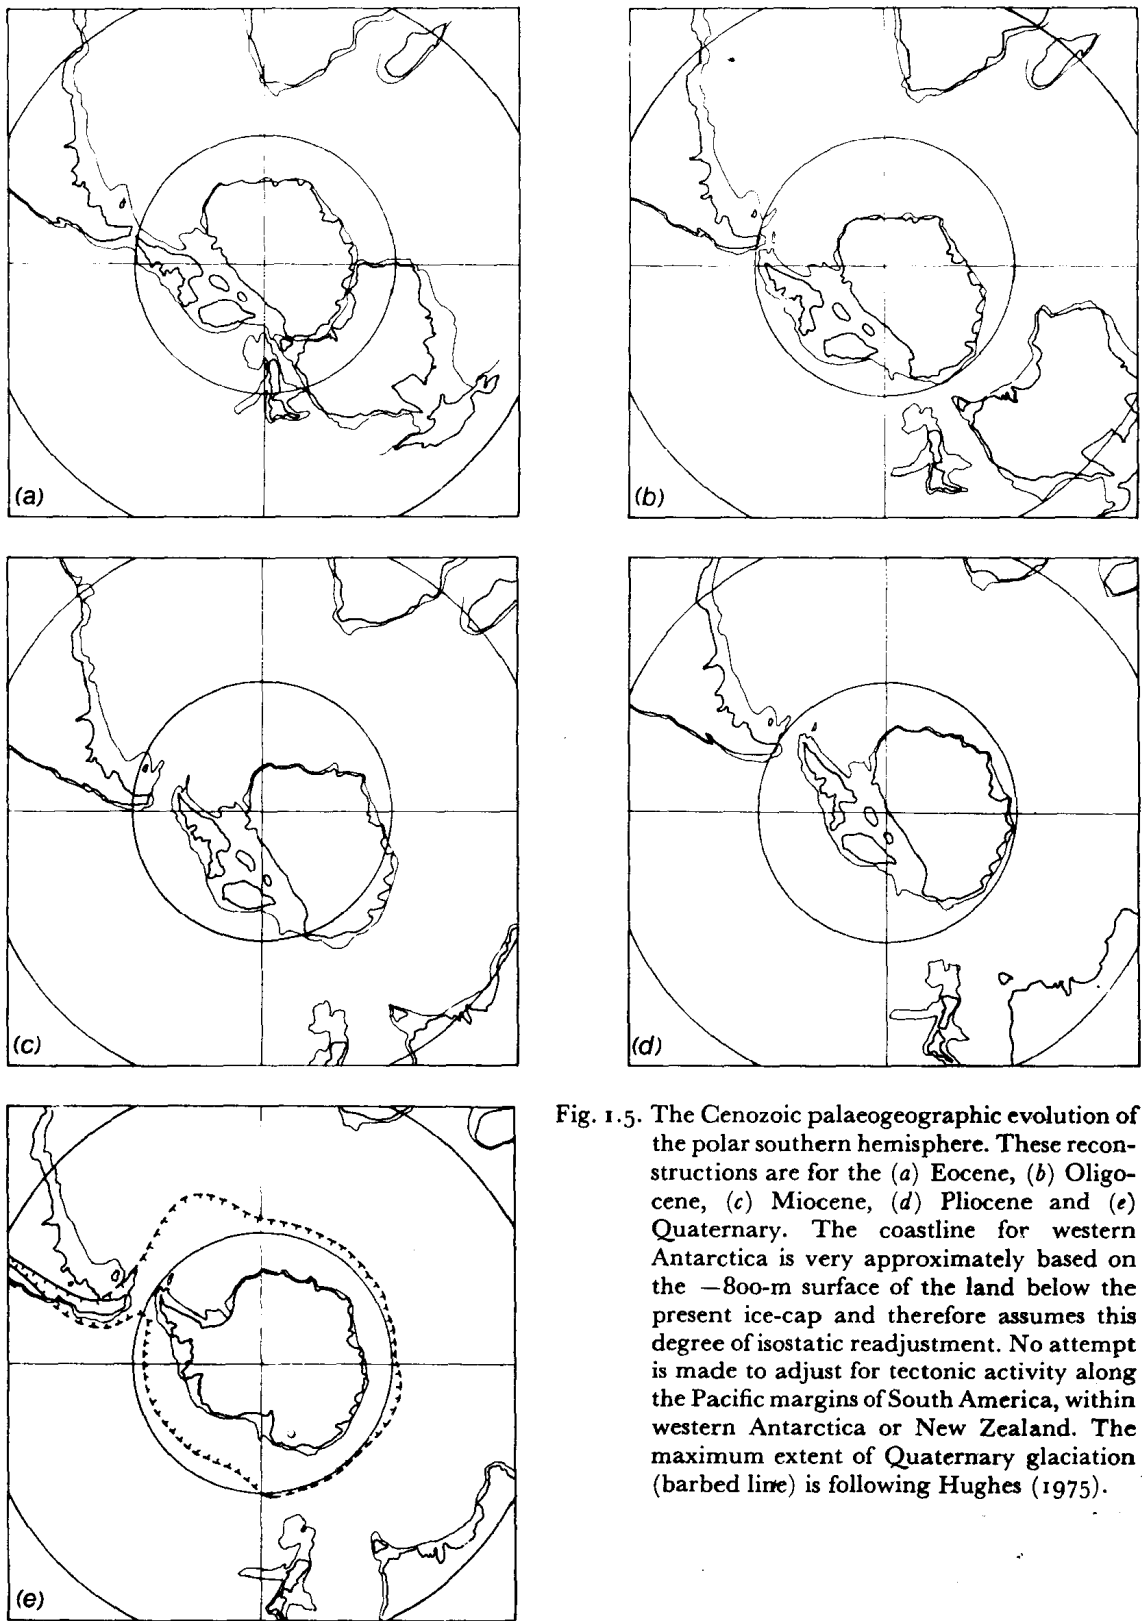 (a)
(b)
(c)
(d)
(e)
Fig. 1.5. The Cenozoic palaeogeographic evolution of
the polar southern hemisphere. These recon-
structions are for the (a) Eocene, (b) Oligo-
cene, (c) Miocene, (d) Pliocene and (e)
Quaternary. The coastline for western
Antarctica is very approximately based on
the −800-m surface of the land below the
present ice-cap and therefore assumes this
degree of isostatic readjustment. No attempt
is made to adjust for tectonic activity along
the Pacific margins of South America, within
western Antarctica or New Zealand. The
maximum extent of Quaternary glaciation
(barbed line) is following Hughes (1975).